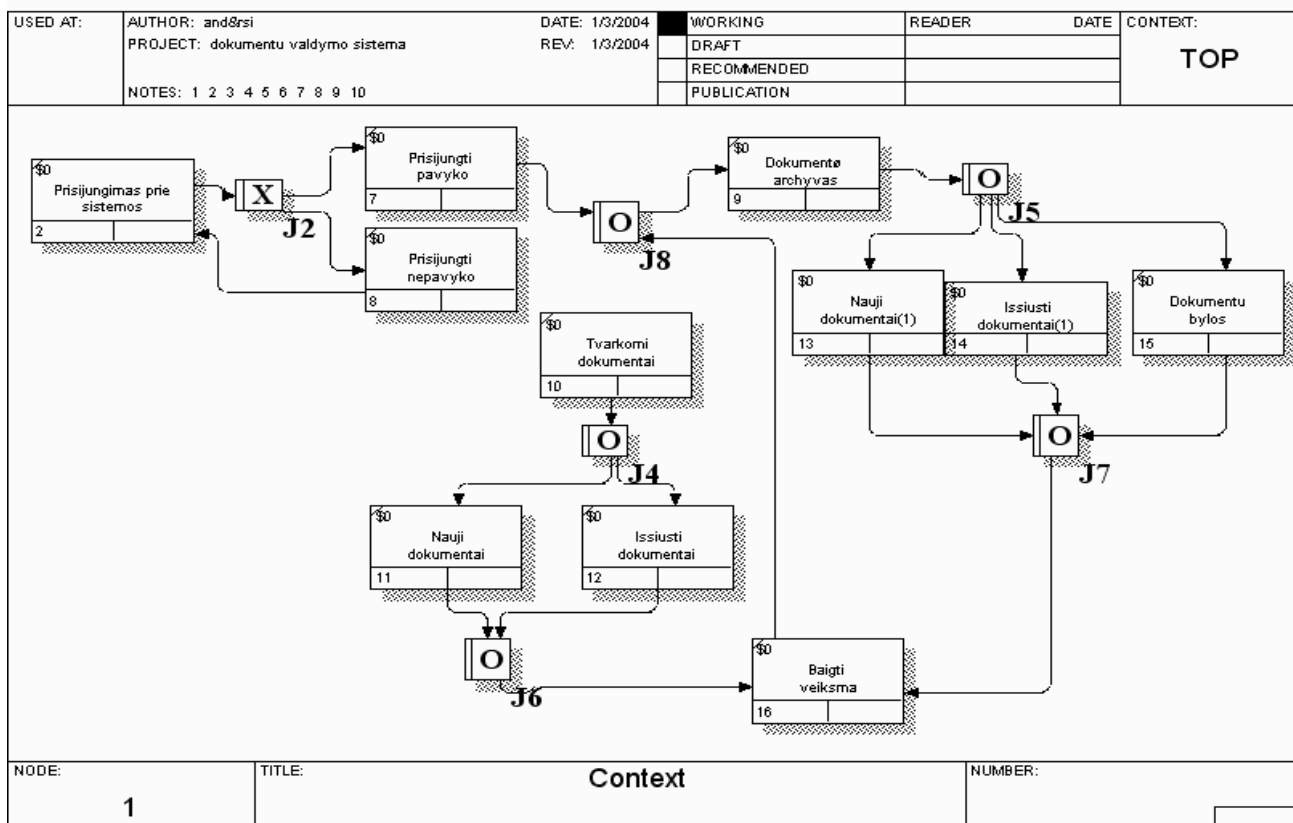 USED AT:
AUTHOR: and&rsi
DATE: 1/3/2004
PROJECT: dokumentu valdymo sistema
REV: 1/3/2004
NOTES: 1 2 3 4 5 6 7 8 9 10
WORKING
DRAFT
RECOMMENDED
PUBLICATION
READER
DATE
CONTEXT:
TOP
$0
Prisijungimas prie
sistemos
2
X
J2
$0
Prisijungti
pavyko
7
$0
Prisijungti
nepavyko
8
O
J8
$0
Dokumentø
archyvas
9
O
J5
$0
Nauji
dokumentai(1)
13
$0
Issiusti
dokumentai(1)
14
$0
Dokumentu
bylos
15
O
J7
$0
Tvarkomi
dokumentai
10
O
J4
$0
Nauji
dokumentai
11
$0
Issiusti
dokumentai
12
O
J6
$0
Baigti
veiksma
16
NODE:
1
TITLE:
Context
NUMBER: